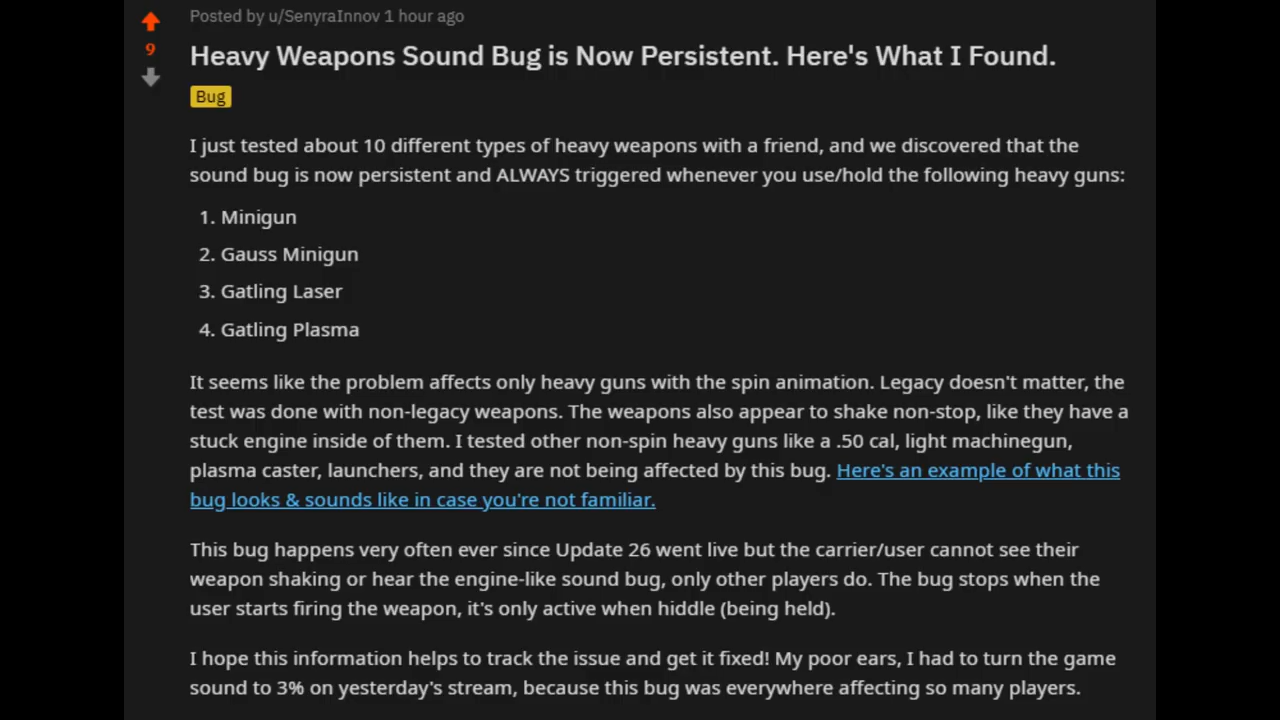 Posted by u/SenyraInnov 1 hour ago
9
Heavy Weapons Sound Bug is Now Persistent. Here's What I Found.
Bug
I just tested about 10 different types of heavy weapons with a friend, and we discovered that the
sound bug is now persistent and ALWAYS triggered whenever you use/hold the following heavy guns:
1. Minigun
2. Gauss Minigun
3. Gatling Laser
4. Gatling Plasma
It seems like the problem affects only heavy guns with the spin animation. Legacy doesn't matter, the
test was done with non-legacy weapons. The weapons also appear to shake non-stop, like they have a
stuck engine inside of them. I tested other non-spin heavy guns like a .50 cal, light machinegun,
plasma caster, launchers, and they are not being affected by this bug. Here's an example of what this
bug looks & sounds like in case you're not familiar.
This bug happens very often ever since Update 26 went live but the carrier/user cannot see their
weapon shaking or hear the engine-like sound bug, only other players do. The bug stops when the
user starts firing the weapon, it's only active when hiddle (being held).
I hope this information helps to track the issue and get it fixed! My poor ears, I had to turn the game
sound to 3% on yesterday's stream, because this bug was everywhere affecting so many players.